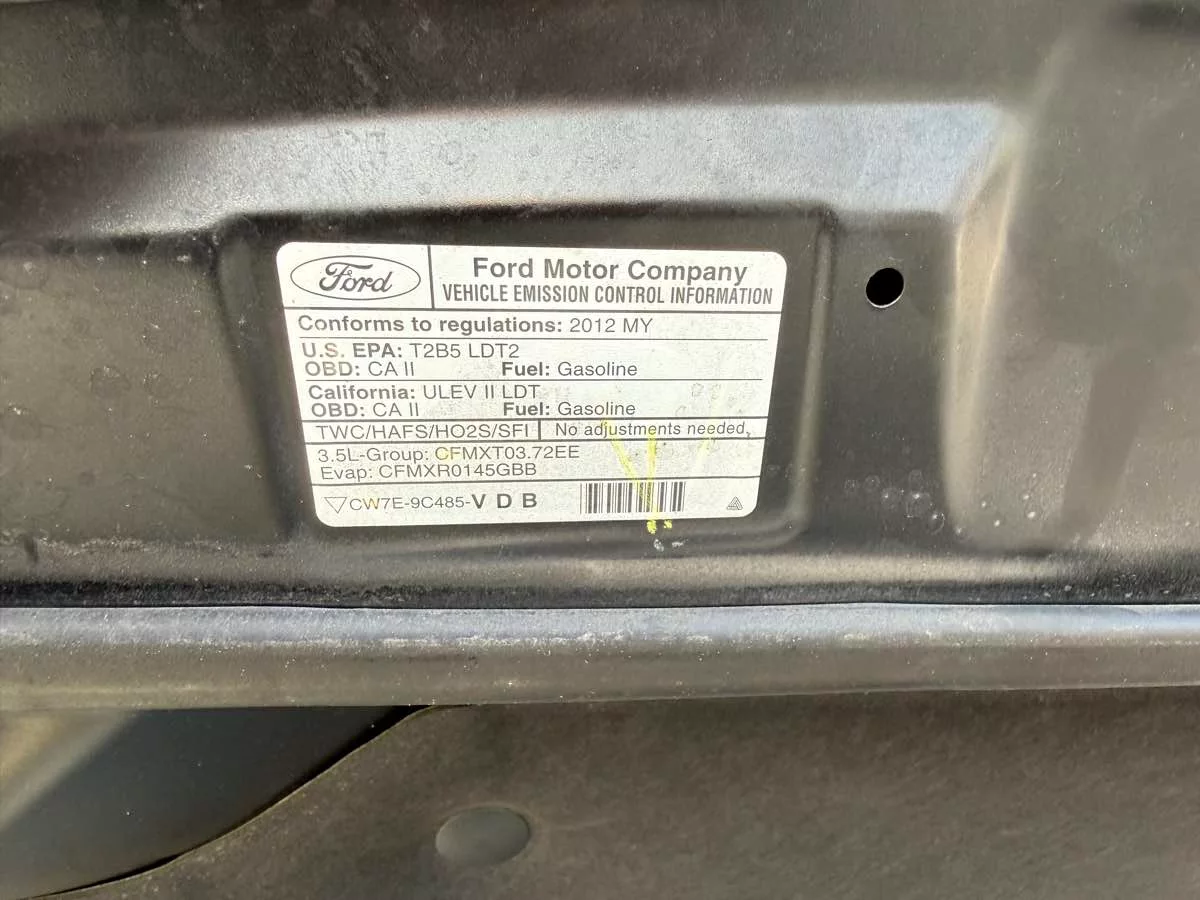 Ford
Ford Motor Company
VEHICLE EMISSION CONTROL INFORMATION
Conforms to regulations: 2012 MY
U.S. EPA: T2B5 LDT2
OBD: CA II Fuel: Gasoline
California: ULEV II LDT
OBD: CA II Fuel: Gasoline
TWC/HAFS/HO2S/SFI No adjustments needed.
3.5L-Group: CFMXT03.72EE
Evap: CFMXR0145GBB
CW7E-9C485-V D B